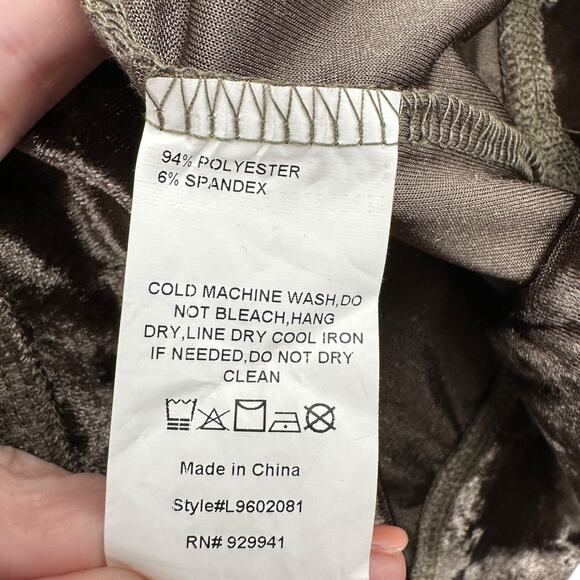 94% POLYESTER
6% SPANDEX
COLD MACHINE WASH,DO
NOT BLEACH,HANG
DRY,LINE DRY COOL IRON
IF NEEDED,DO NOT DRY
CLEAN
Made in China
Style#L9602081
RN# 929941